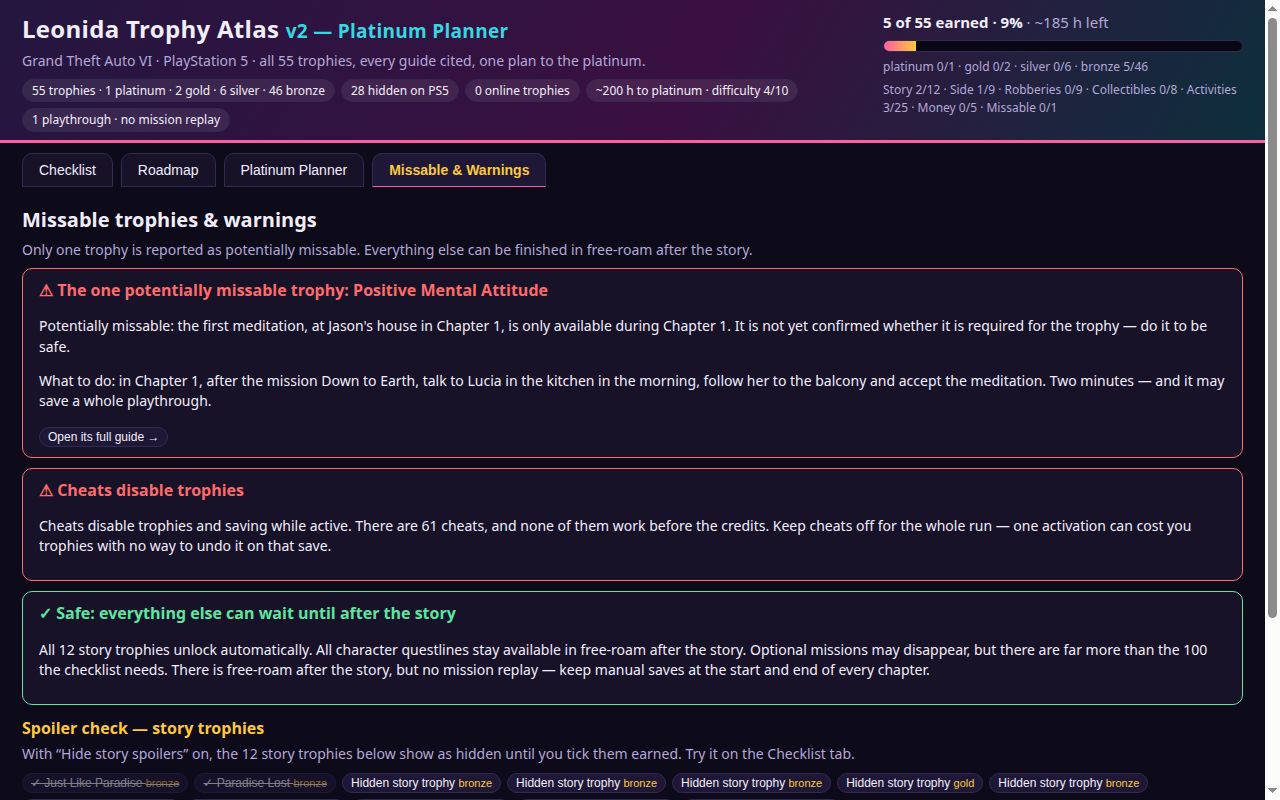 Leonida Trophy Atlas v2 — Platinum Planner
Grand Theft Auto VI · PlayStation 5 · all 55 trophies, every guide cited, one plan to the platinum.
55 trophies · 1 platinum · 2 gold · 6 silver · 46 bronze
28 hidden on PS5
0 online trophies
~200 h to platinum · difficulty 4/10
1 playthrough · no mission replay
5 of 55 earned · 9% · ~185 h left
platinum 0/1 · gold 0/2 · silver 0/6 · bronze 5/46
Story 2/12 · Side 1/9 · Robberies 0/9 · Collectibles 0/8 · Activities
3/25 · Money 0/5 · Missable 0/1
Checklist
Roadmap
Platinum Planner
Missable & Warnings
Missable trophies & warnings
Only one trophy is reported as potentially missable. Everything else can be finished in free-roam after the story.
⚠ The one potentially missable trophy: Positive Mental Attitude
Potentially missable: the first meditation, at Jason's house in Chapter 1, is only available during Chapter 1. It is not yet confirmed whether it is required for the trophy — do it to be
safe.
What to do: in Chapter 1, after the mission Down to Earth, talk to Lucia in the kitchen in the morning, follow her to the balcony and accept the meditation. Two minutes — and it may
save a whole playthrough.
Open its full guide →
⚠ Cheats disable trophies
Cheats disable trophies and saving while active. There are 61 cheats, and none of them work before the credits. Keep cheats off for the whole run — one activation can cost you
trophies with no way to undo it on that save.
✓ Safe: everything else can wait until after the story
All 12 story trophies unlock automatically. All character questlines stay available in free-roam after the story. Optional missions may disappear, but there are far more than the 100
the checklist needs. There is free-roam after the story, but no mission replay — keep manual saves at the start and end of every chapter.
Spoiler check — story trophies
With “Hide story spoilers” on, the 12 story trophies below show as hidden until you tick them earned. Try it on the Checklist tab.
✓ Just Like Paradise bronze
✓ Paradise Lost bronze
Hidden story trophy bronze
Hidden story trophy bronze
Hidden story trophy bronze
Hidden story trophy gold
Hidden story trophy bronze